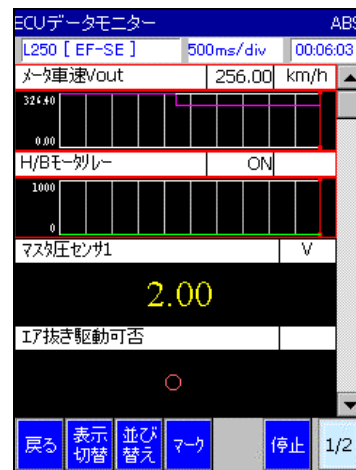 ECUデータモニター ABS
L250 [ EF-SE ] 500ms/div 00:06:03
ﾒｰﾀ車速Vout 256.00 km/h
326.40
0.00
H/Bﾓｰﾀﾘﾚｰ ON
1000
0
ﾏｽﾀ圧ｾﾝｻ1 V
2.00
ｴｱ抜き駆動可否
戻る 表示切替 並び替え ﾏｰｸ 停止 1/2